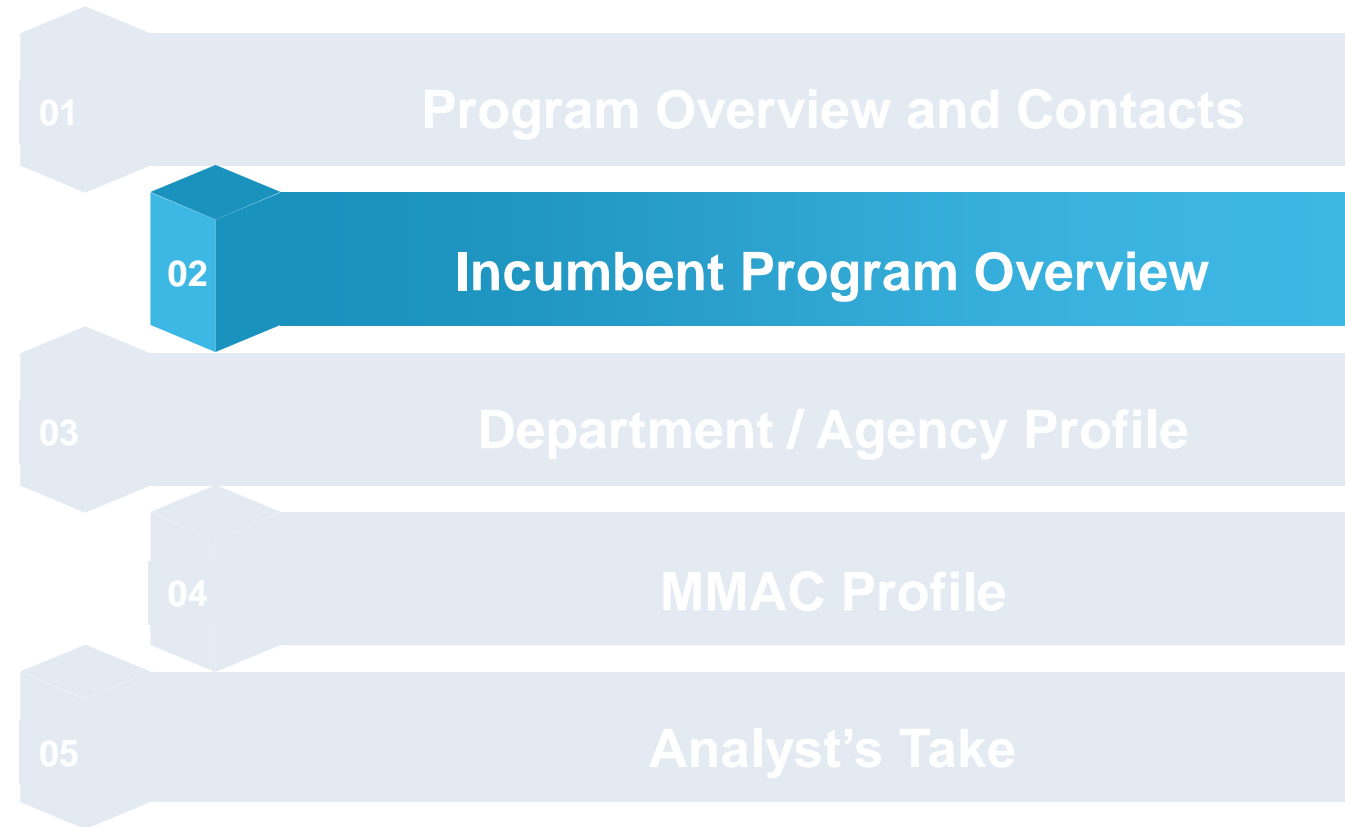 01 Program Overview and Contacts
02 Incumbent Program Overview
03 Department / Agency Profile
04 MMAC Profile
05 Analyst’s Take